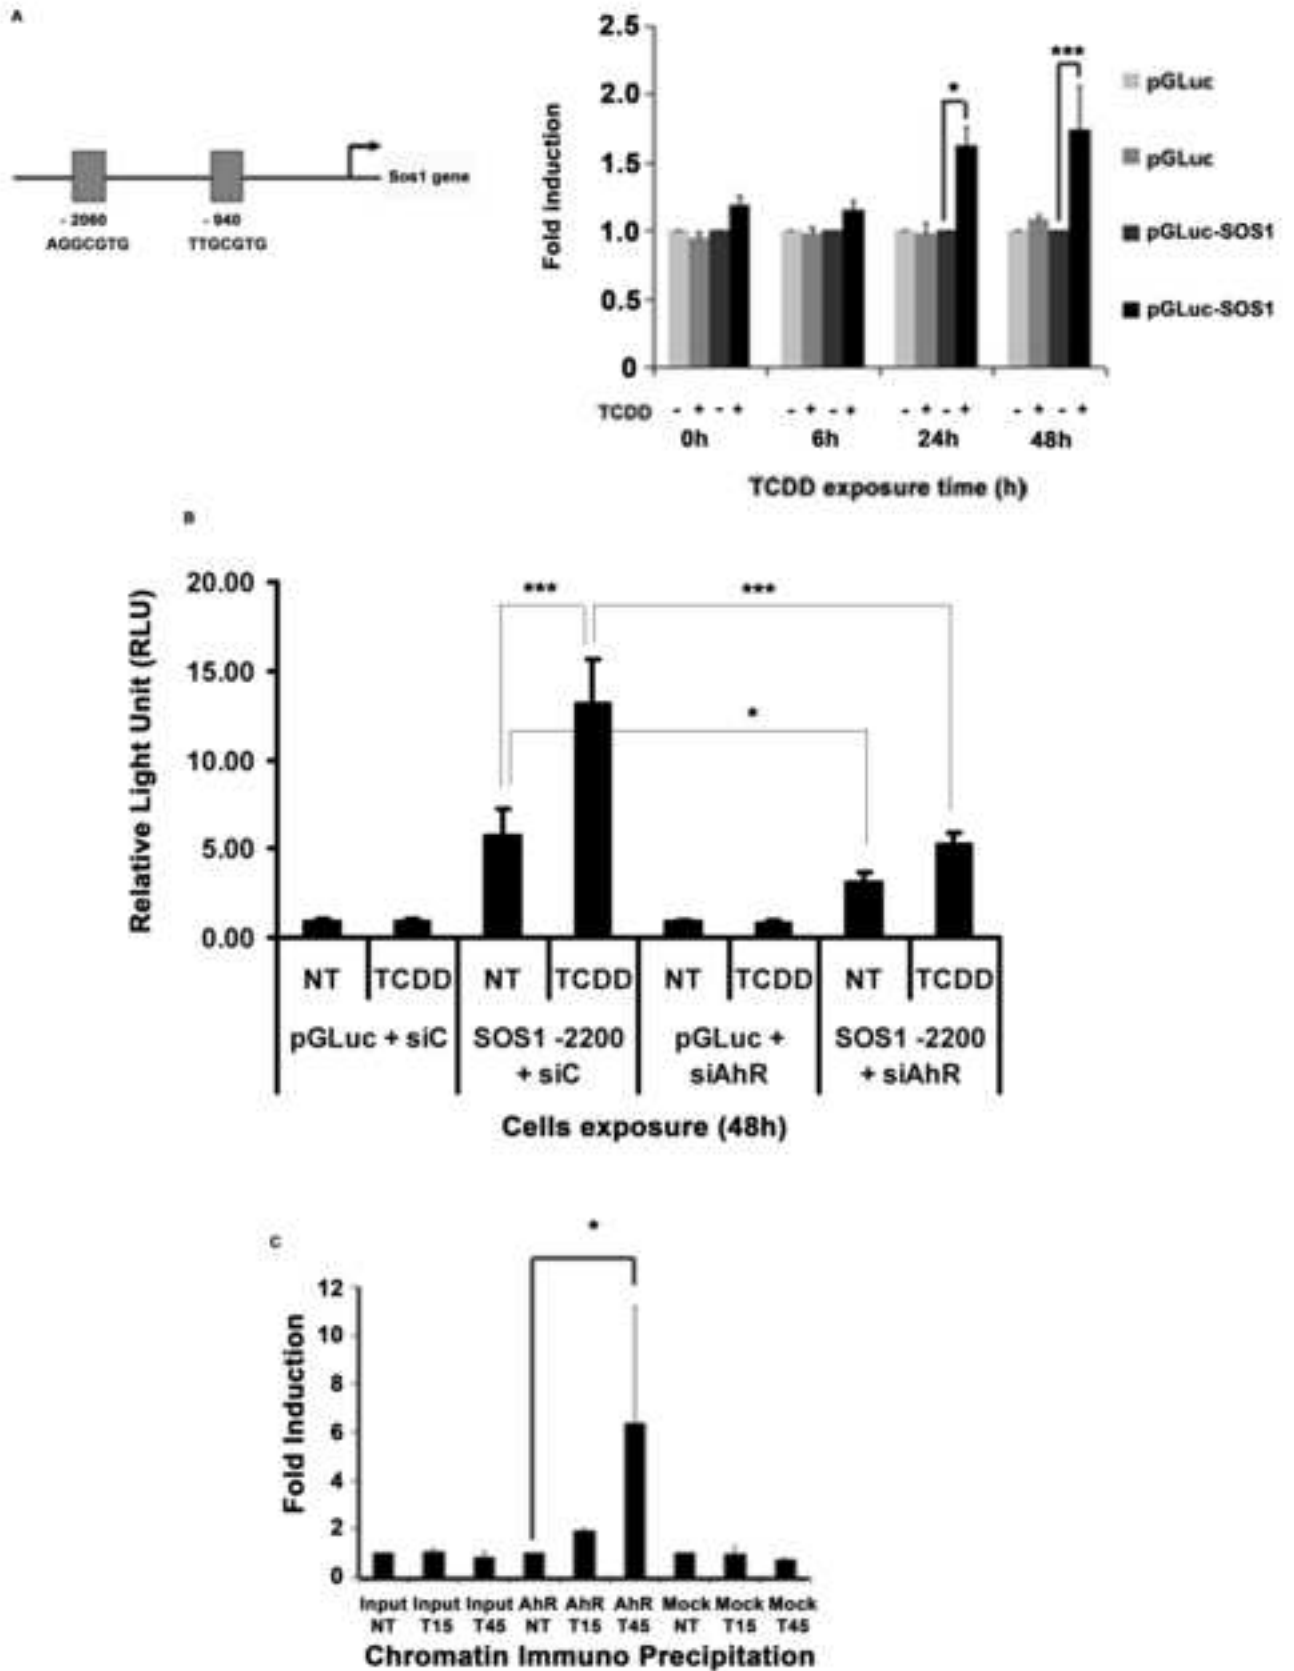 A
2.5
2.0
1.5
1.0
0.5
0
Fold induction
*
***
pGLuc
pGLuc
pGLuc-SOS1
pGLuc-SOS1
Sos1 gene
- 2060
- 940
AGGCGTG
TTGCGTG
TCDD - + - + - + - + - + - + - + - +
0h 6h 24h 48h
TCDD exposure time (h)
B
Relative Light Unit (RLU)
20.00
15.00
10.00
5.00
0.00
***
***
*
NT TCDD NT TCDD NT TCDD NT TCDD
pGLuc + siC SOS1 -2200 pGLuc + SOS1 -2200
+ siC siAhR + siAhR
Cells exposure (48h)
C
*
Fold Induction
12
10
8
6
4
2
0
Input Input Input AhR AhR AhR Mock Mock Mock
NT T15 T45 NT T15 T45 NT T15 T45
Chromatin Immuno Precipitation